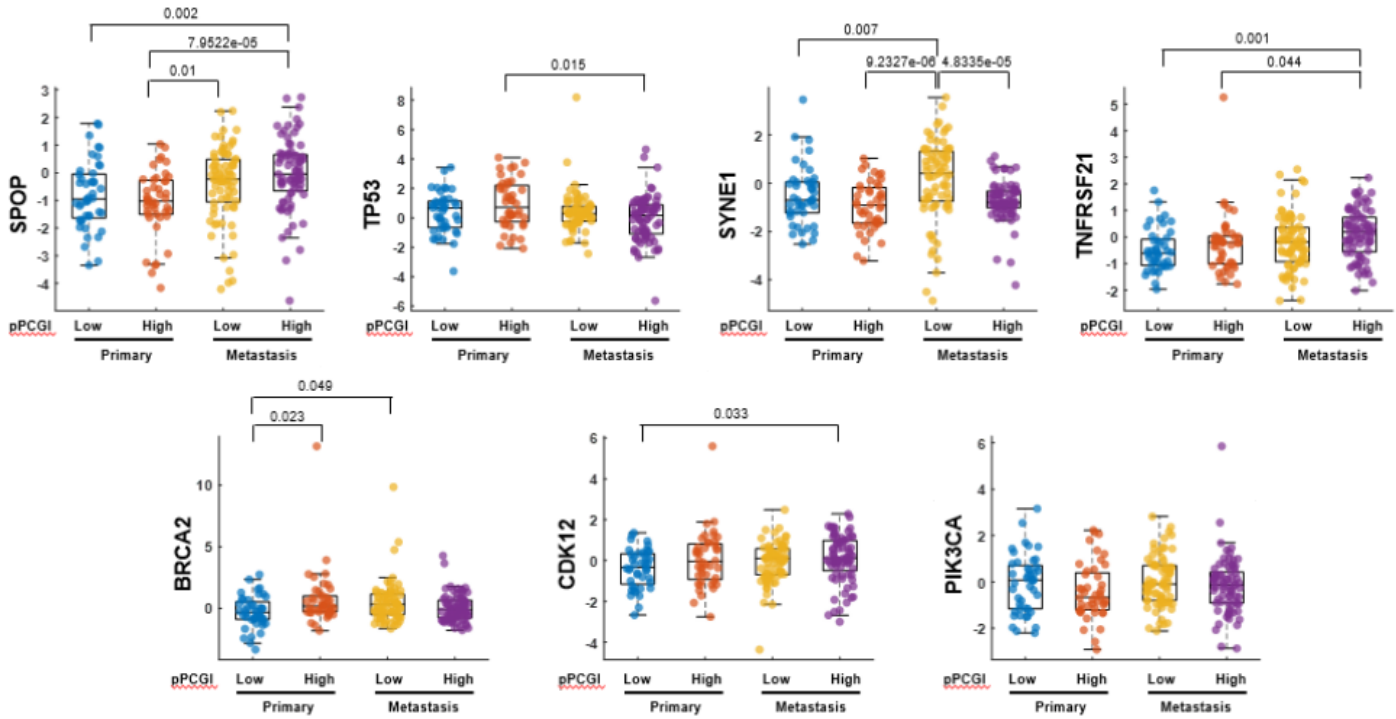 0.002
7.9522e-05
0.01
SPOP
3
2
1
0
-1
-2
-3
-4
pPCGI Low High Low High
Primary Metastasis
0.015
TP53
8
6
4
2
0
-2
-4
-6
pPCGI Low High Low High
Primary Metastasis
0.007
9.2327e-06 4.8335e-05
SYNE1
2
0
-2
-4
pPCGI Low High Low High
Primary Metastasis
0.001
0.044
TNFRSF21
5
4
3
2
1
0
-1
-2
pPCGI Low High Low High
Primary Metastasis
0.049
0.023
BRCA2
10
5
0
pPCGI Low High Low High
Primary Metastasis
0.033
CDK12
6
4
2
0
-2
-4
pPCGI Low High Low High
Primary Metastasis
PIK3CA
6
4
2
0
-2
pPCGI Low High Low High
Primary Metastasis